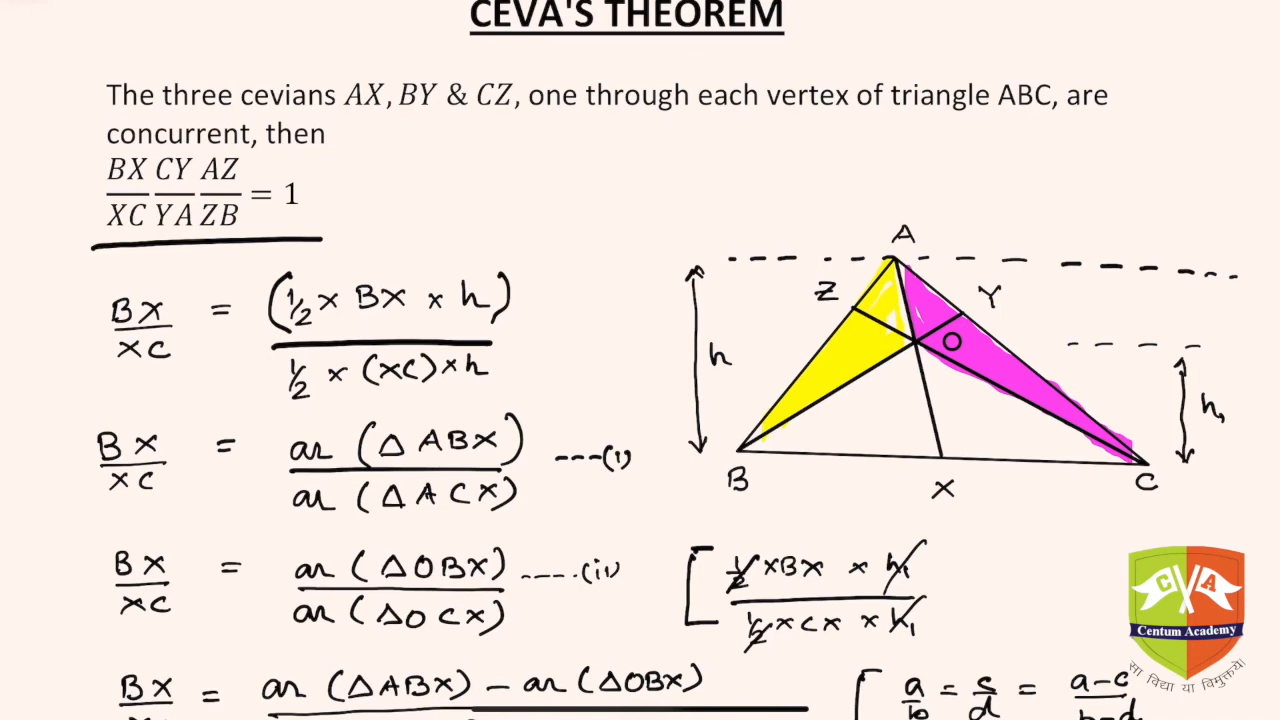 CEVA'S THEOREM
The three cevians AX, BY & CZ, one through each vertex of triangle ABC, are
concurrent, then
BX/XC CY/YA AZ/ZB = 1
BX/XC = (1/2 × BX × h) / 1/2 × (XC) × h
BX/XC = ar (Δ ABX) / ar (Δ ACX) ---(i)
BX/XC = ar (Δ OBX) / ar (Δ OCX) ----(ii)
[ 1/2 × BX × h₁ / 1/2 × CX × h₁
BX/XC = ar (Δ ABX) - ar (Δ OBX)
[ a/b = c/d = a-c/b-d
A
Z
Y
O
h
h₁
B
X
C
C A
Centum Academy
सा विद्या या विमुक्तये।